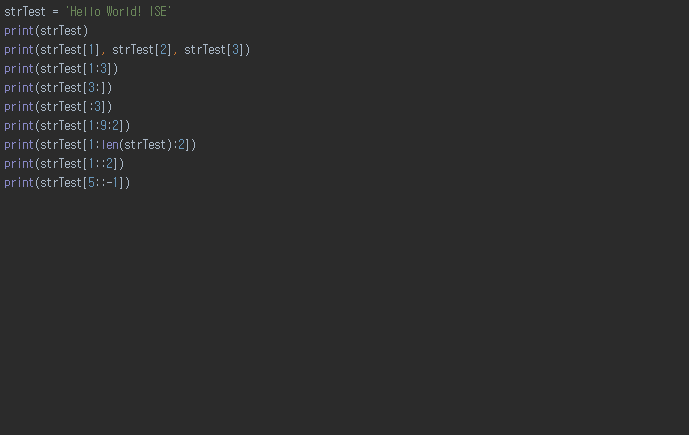 strTest = 'Hello World! ISE'
print(strTest)
print(strTest[1], strTest[2], strTest[3])
print(strTest[1:3])
print(strTest[3:])
print(strTest[:3])
print(strTest[1:9:2])
print(strTest[1:len(strTest):2])
print(strTest[1::2])
print(strTest[5::-1])